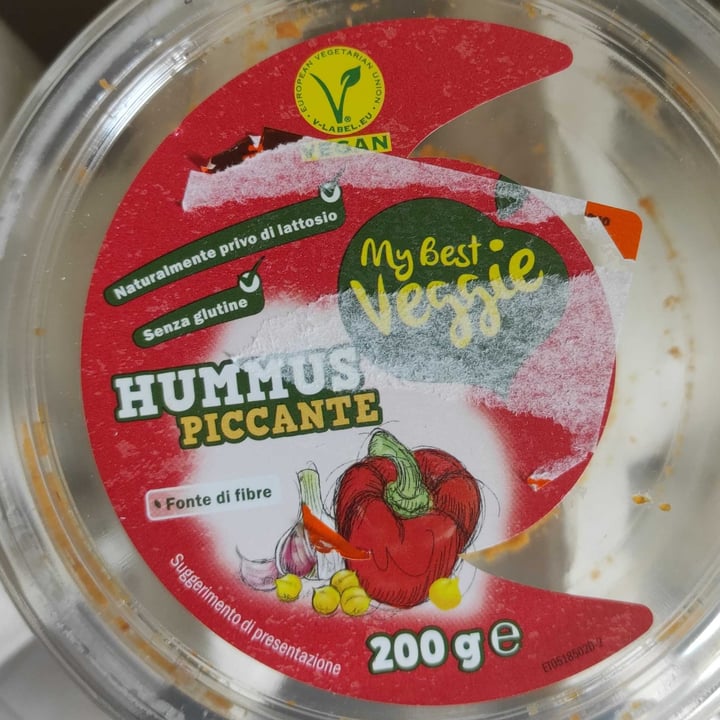 EUROPEAN VEGETARIAN UNION
V-LABEL.EU
VEGAN
Naturalmente privo di lattosio
Senza glutine
My Best
Veggie
HUMMUS
PICCANTE
Fonte di fibre
Suggerimento di presentazione
200 g e